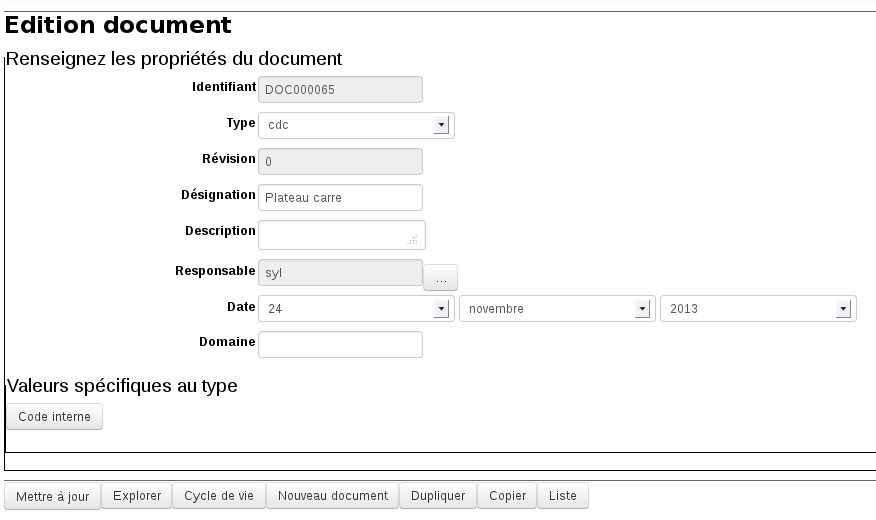 Edition document
Renseignez les propriétés du document
Identifiant DOC000065
Type cdc
Révision 0
Désignation Plateau carre
Description
Responsable syl ...
Date 24 novembre 2013
Domaine
Valeurs spécifiques au type
Code interne
Mettre à jour Explorer Cycle de vie Nouveau document Dupliquer Copier Liste